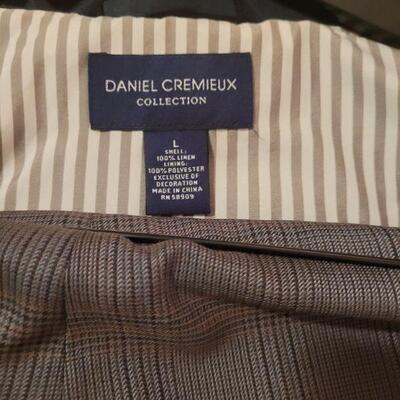 DANIEL CREMIEUX
COLLECTION
L
SHELL:
100% LINEN
LINING:
100% POLYESTER
EXCLUSIVE OF
DECORATION
MADE IN CHINA
RN 58909